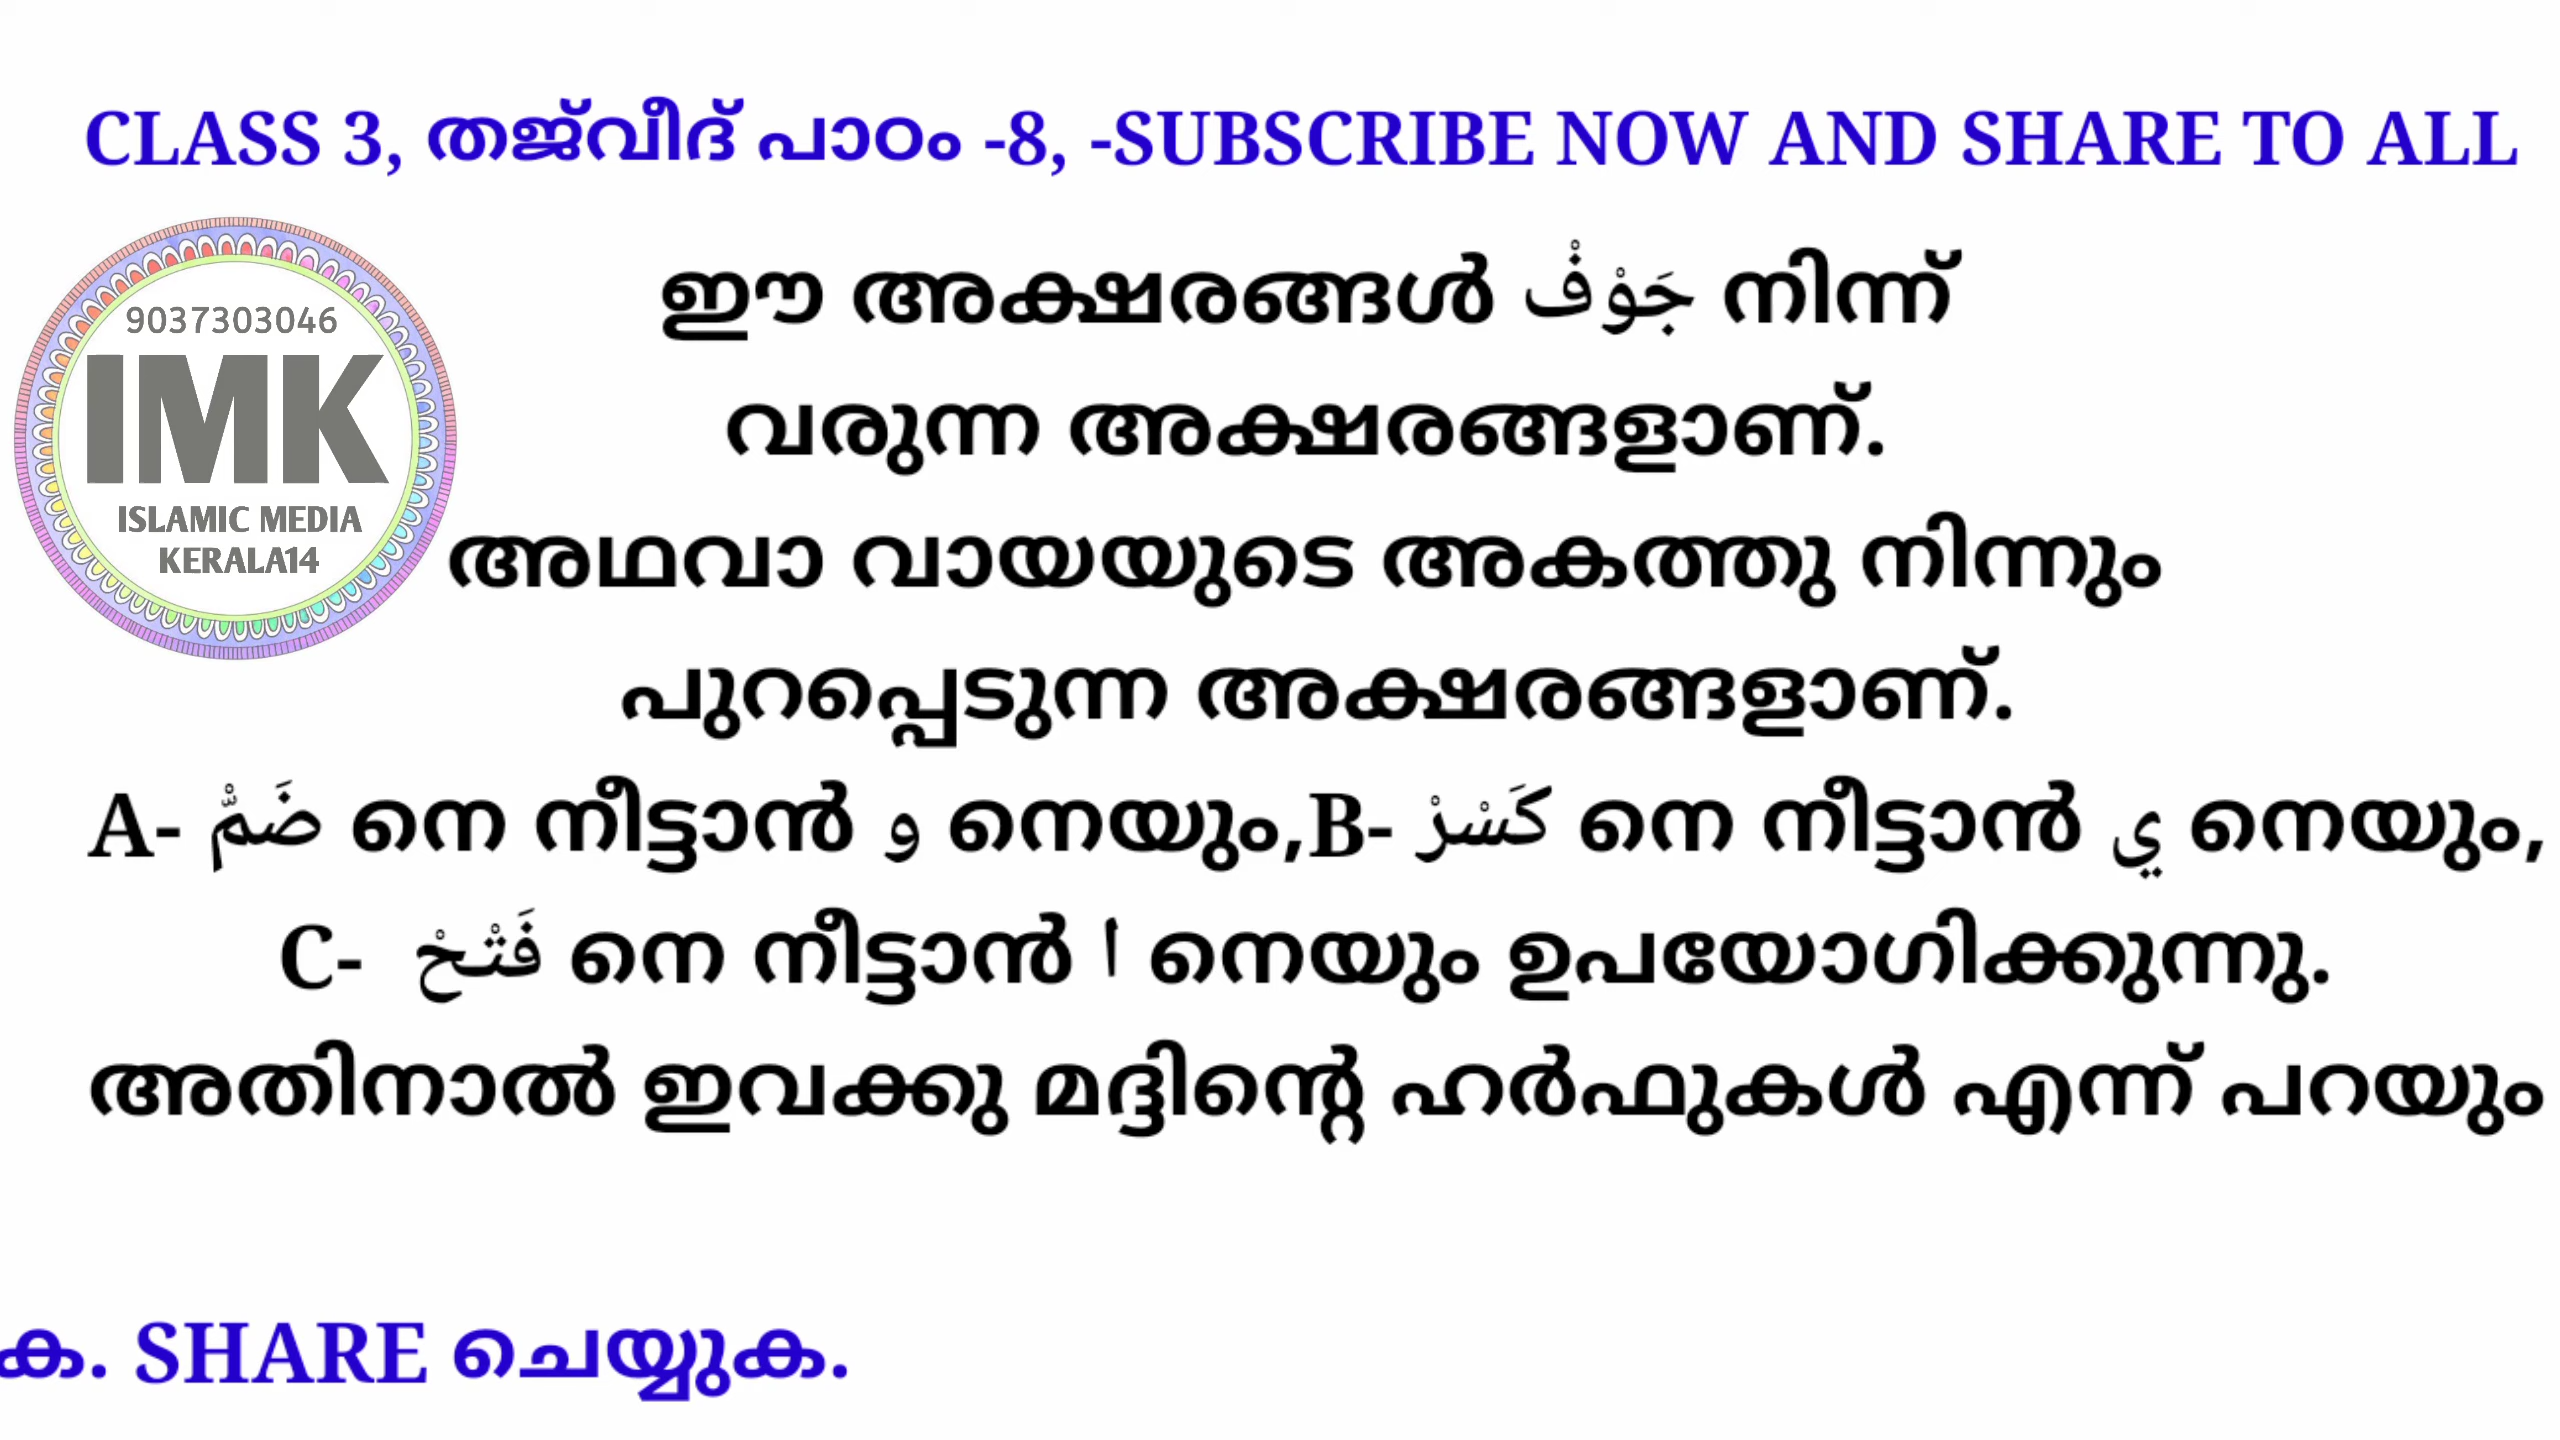 CLASS 3, തജ്‌വീദ് പാഠം -8, -SUBSCRIBE NOW AND SHARE TO ALL
9037303046
IMK
ISLAMIC MEDIA
KERALA14
ഈ അക്ഷരങ്ങൾ جَوْفْ നിന്ന്
വരുന്ന അക്ഷരങ്ങളാണ്.
അഥവാ വായയുടെ അകത്തു നിന്നും
പുറപ്പെടുന്ന അക്ഷരങ്ങളാണ്.
A- ضَمّْ നെ നീട്ടാൻ و നെയും,B- كَسْرْ നെ നീട്ടാൻ ي നെയും,
C- فَتْحْ നെ നീട്ടാൻ ا നെയും ഉപയോഗിക്കുന്നു.
അതിനാൽ ഇവക്കു മദ്ദിന്റെ ഹർഫുകൾ എന്ന് പറയും
ക. SHARE ചെയ്യുക.